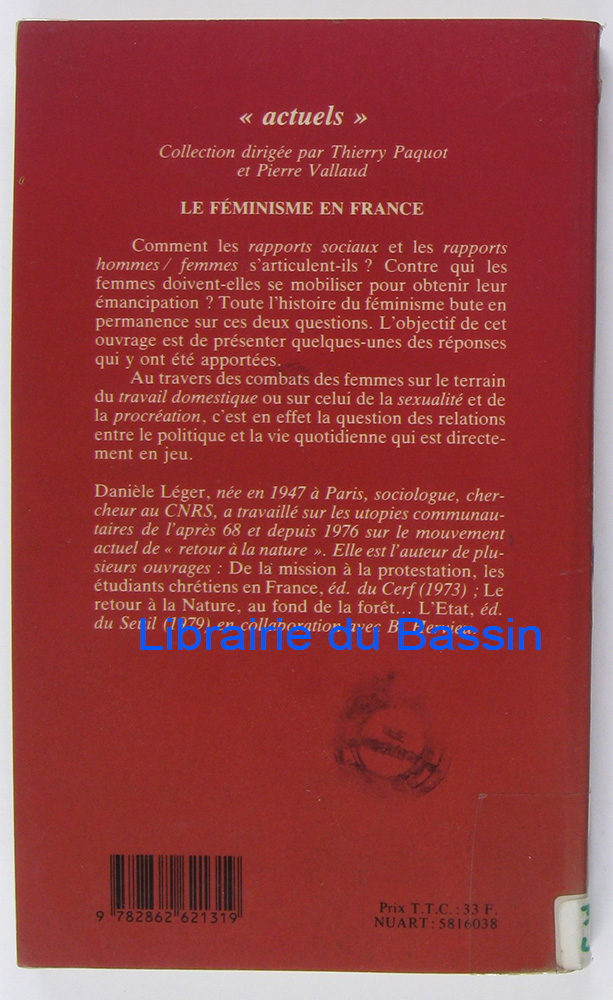 « actuels »
Collection dirigée par Thierry Paquot
et Pierre Vallaud
LE FÉMINISME EN FRANCE
Comment les rapports sociaux et les rapports
hommes / femmes s'articulent-ils ? Contre qui les
femmes doivent-elles se mobiliser pour obtenir leur
émancipation ? Toute l'histoire du féminisme bute en
permanence sur ces deux questions. L'objectif de cet
ouvrage est de présenter quelques-unes des réponses
qui y ont été apportées.
Au travers des combats des femmes sur le terrain
du travail domestique ou sur celui de la sexualité et de
la procréation, c'est en effet la question des relations
entre le politique et la vie quotidienne qui est directe-
ment en jeu.
Danièle Léger, née en 1947 à Paris, sociologue, cher-
cheur au CNRS, a travaillé sur les utopies communau-
taires de l'après 68 et depuis 1976 sur le mouvement
actuel de « retour à la nature ». Elle est l'auteur de plu-
sieurs ouvrages : De la mission à la protestation, les
étudiants chrétiens en France, éd. du Cerf (1973) ; Le
retour à la Nature, au fond de la forêt... L'Etat, éd.
du Seuil (1979) en collaboration avec B. Hervieu.
Librairie du Bassin
9 782862 621319
Prix T.T.C. : 33 F.
NUART : 5816038